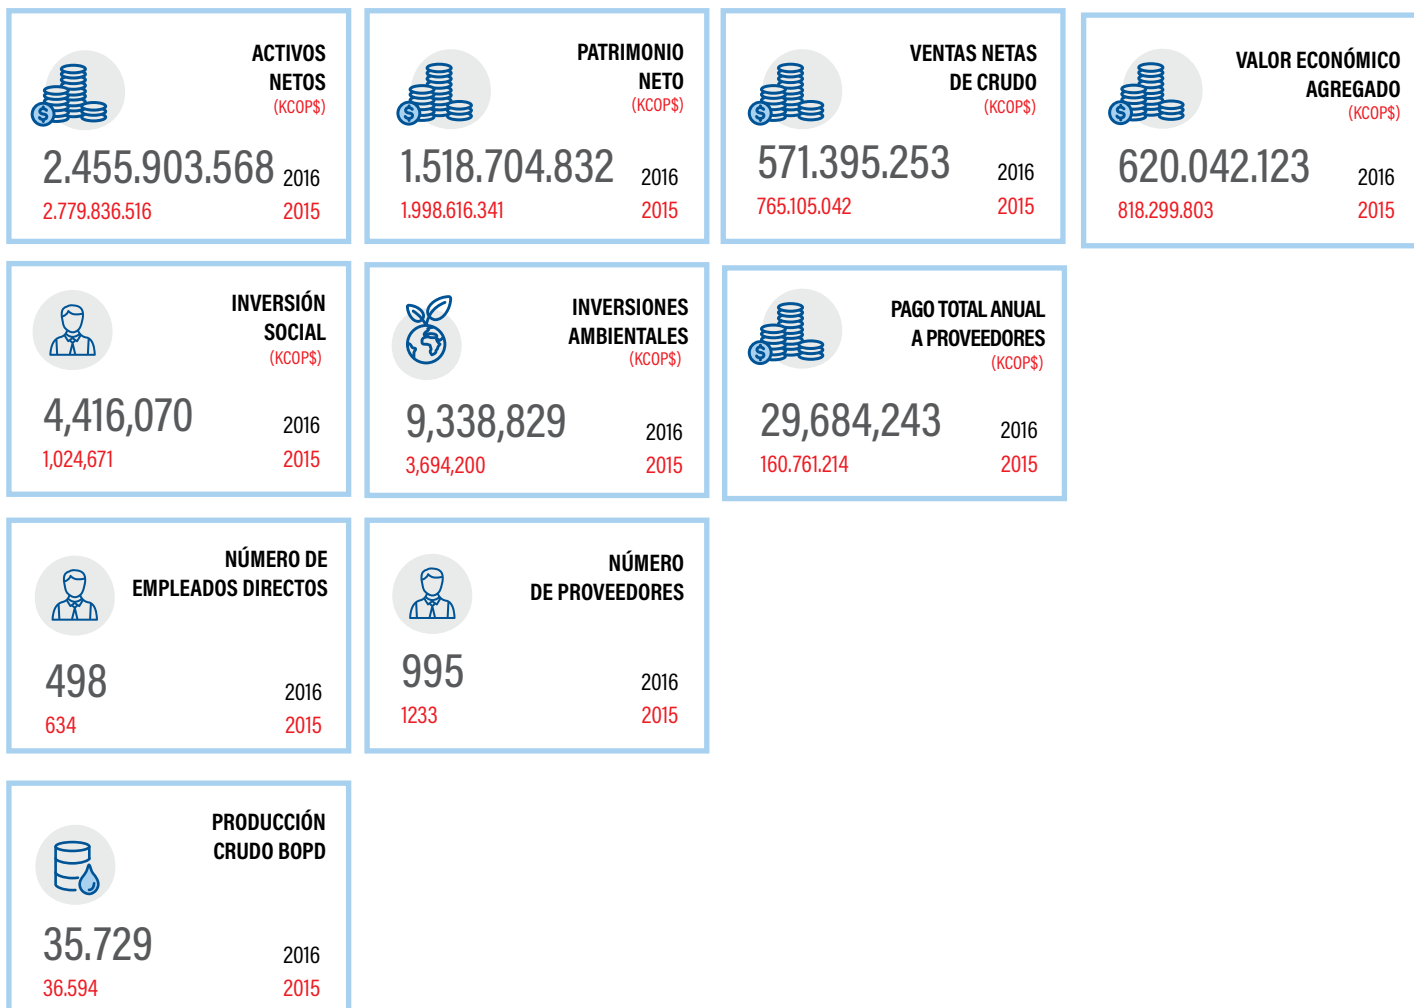 ACTIVOS
NETOS
(KCOP$)
2.455.903.568 2016
2.779.836.516 2015
PATRIMONIO
NETO
(KCOP$)
1.518.704.832 2016
1.998.616.341 2015
VENTAS NETAS
DE CRUDO
(KCOP$)
571.395.253 2016
765.105.042 2015
VALOR ECONÓMICO
AGREGADO
(KCOP$)
620.042.123 2016
818.299.803 2015
INVERSIÓN
SOCIAL
(KCOP$)
4,416,070 2016
1,024,671 2015
INVERSIONES
AMBIENTALES
(KCOP$)
9,338,829 2016
3,694,200 2015
PAGO TOTAL ANUAL
A PROVEEDORES
(KCOP$)
29,684,243 2016
160.761.214 2015
NÚMERO DE
EMPLEADOS DIRECTOS
498 2016
634 2015
NÚMERO
DE PROVEEDORES
995 2016
1233 2015
PRODUCCIÓN
CRUDO BOPD
35.729 2016
36.594 2015